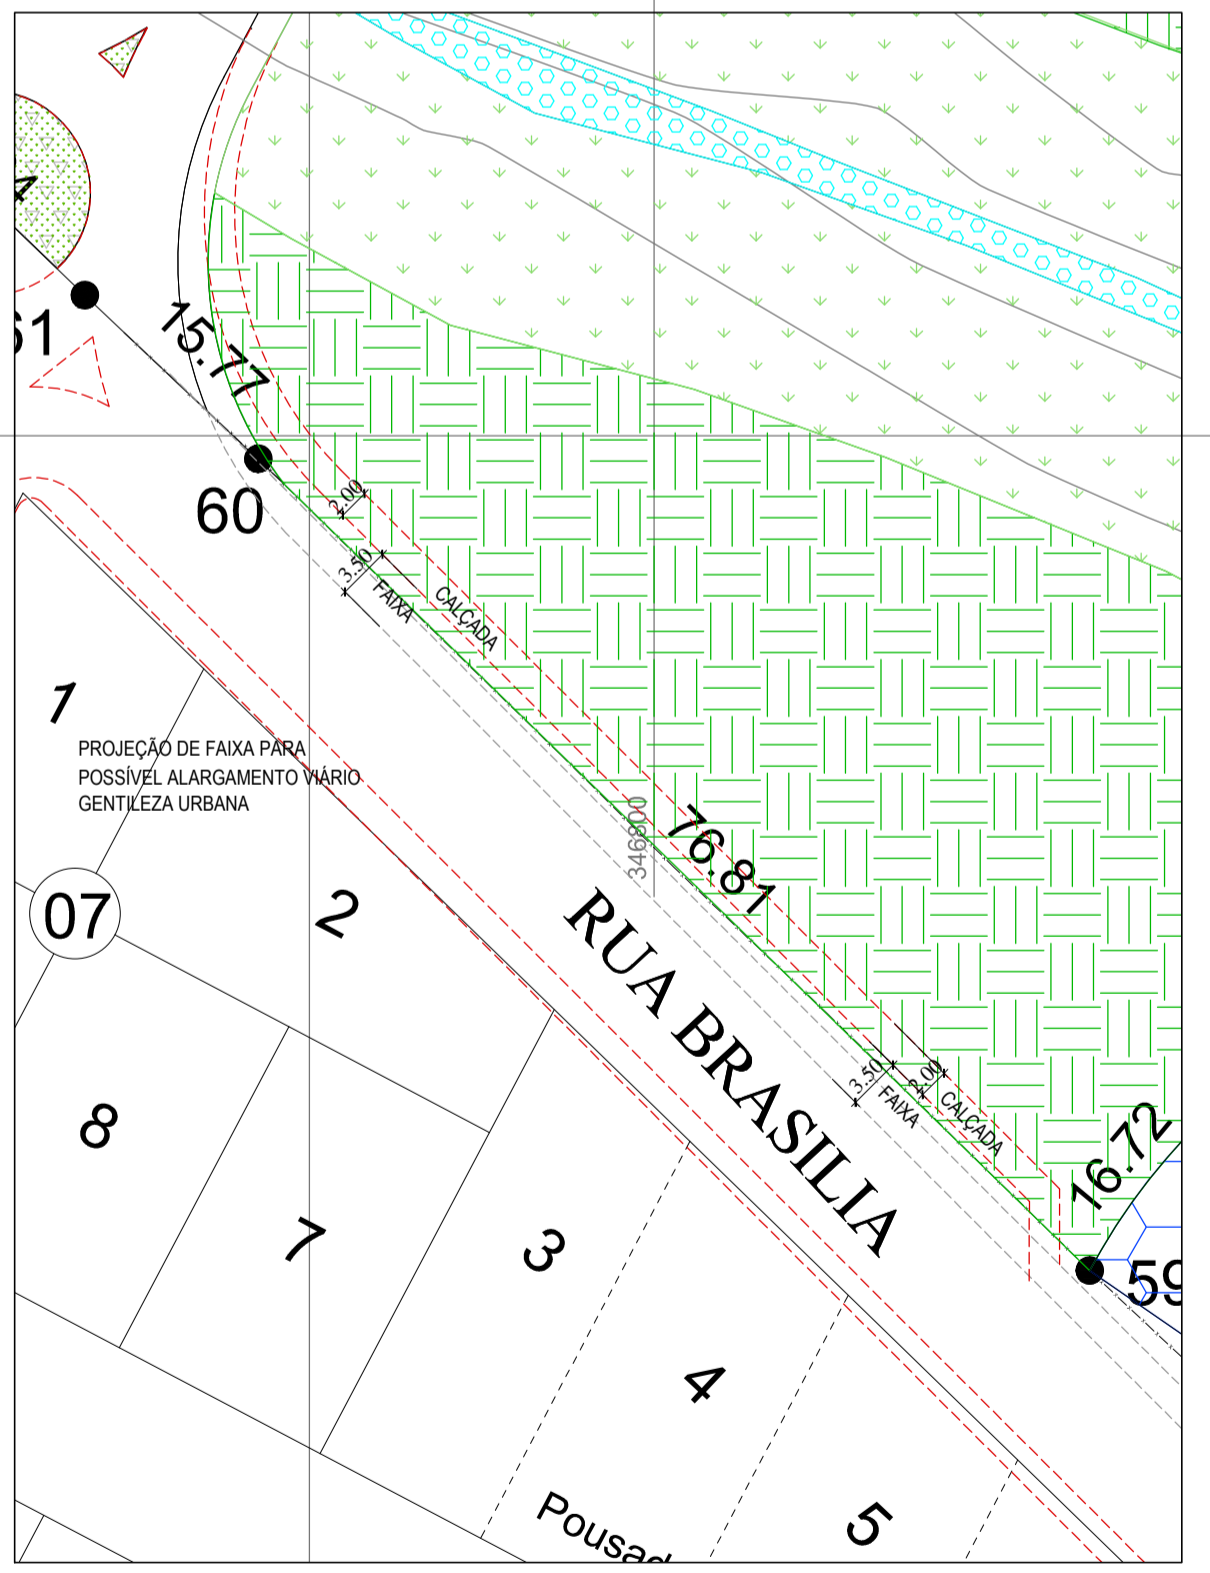 15.77
61
60
2.00
3.50
FAIXA
CALÇADA
1
PROJEÇÃO DE FAIXA PARA
POSSÍVEL ALARGAMENTO VIÁRIO
GENTILEZA URBANA
346800
76.81
07
2
RUA BRASILIA
3.50
2.00
FAIXA
CALÇADA
16.72
8
7
3
59
4
5
Pousad